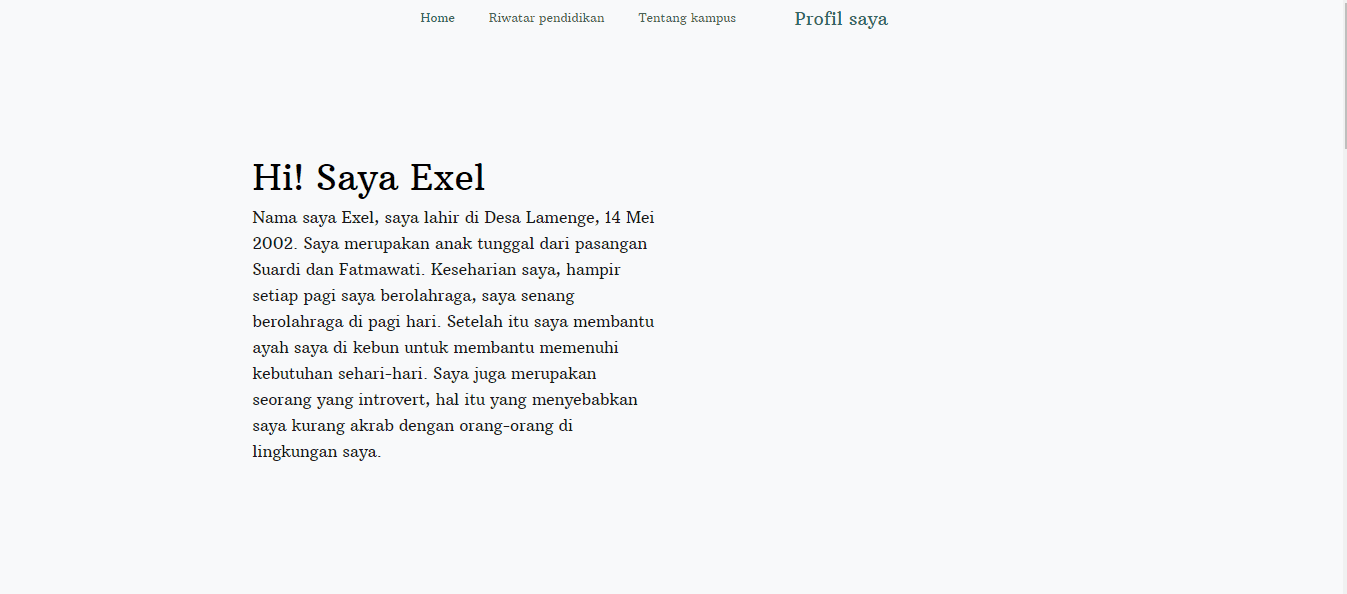 Home Riwatar pendidikan Tentang kampus Profil saya
Hi! Saya Exel
Nama saya Exel, saya lahir di Desa Lamenge, 14 Mei
2002. Saya merupakan anak tunggal dari pasangan
Suardi dan Fatmawati. Keseharian saya, hampir
setiap pagi saya berolahraga, saya senang
berolahraga di pagi hari. Setelah itu saya membantu
ayah saya di kebun untuk membantu memenuhi
kebutuhan sehari-hari. Saya juga merupakan
seorang yang introvert, hal itu yang menyebabkan
saya kurang akrab dengan orang-orang di
lingkungan saya.